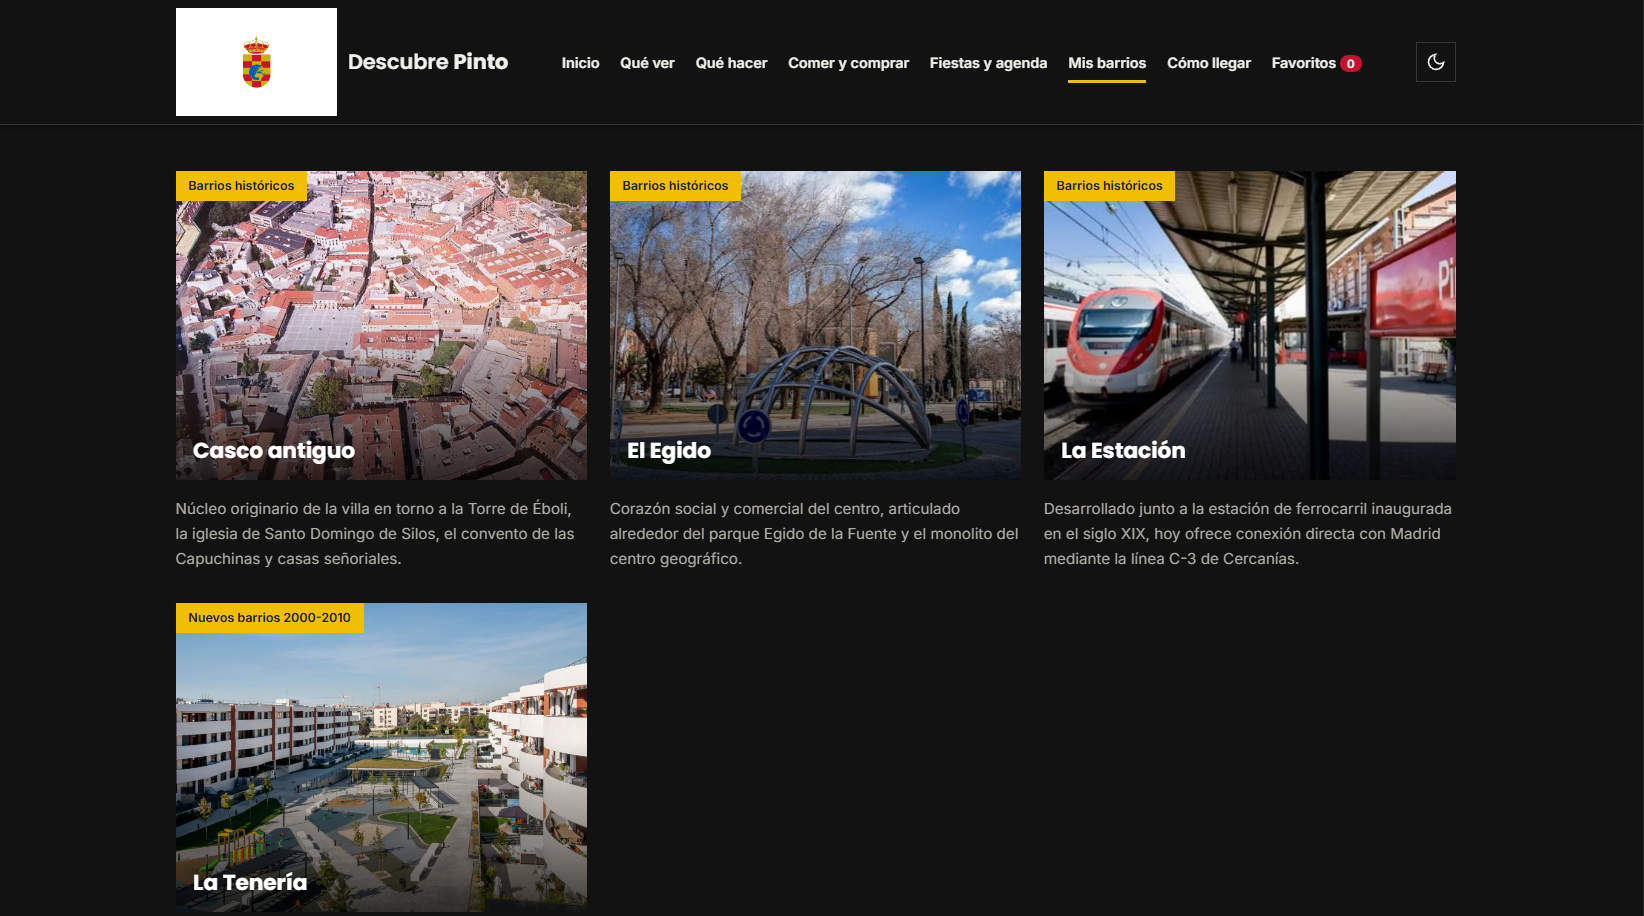 Descubre Pinto
Inicio
Qué ver
Qué hacer
Comer y comprar
Fiestas y agenda
Mis barrios
Cómo llegar
Favoritos 0
Barrios históricos
Casco antiguo
Núcleo originario de la villa en torno a la Torre de Éboli,
la iglesia de Santo Domingo de Silos, el convento de las
Capuchinas y casas señoriales.
Barrios históricos
El Egido
Corazón social y comercial del centro, articulado
alrededor del parque Egido de la Fuente y el monolito del
centro geográfico.
Barrios históricos
Pi
La Estación
Desarrollado junto a la estación de ferrocarril inaugurada
en el siglo XIX, hoy ofrece conexión directa con Madrid
mediante la línea C-3 de Cercanías.
Nuevos barrios 2000-2010
La Tenería